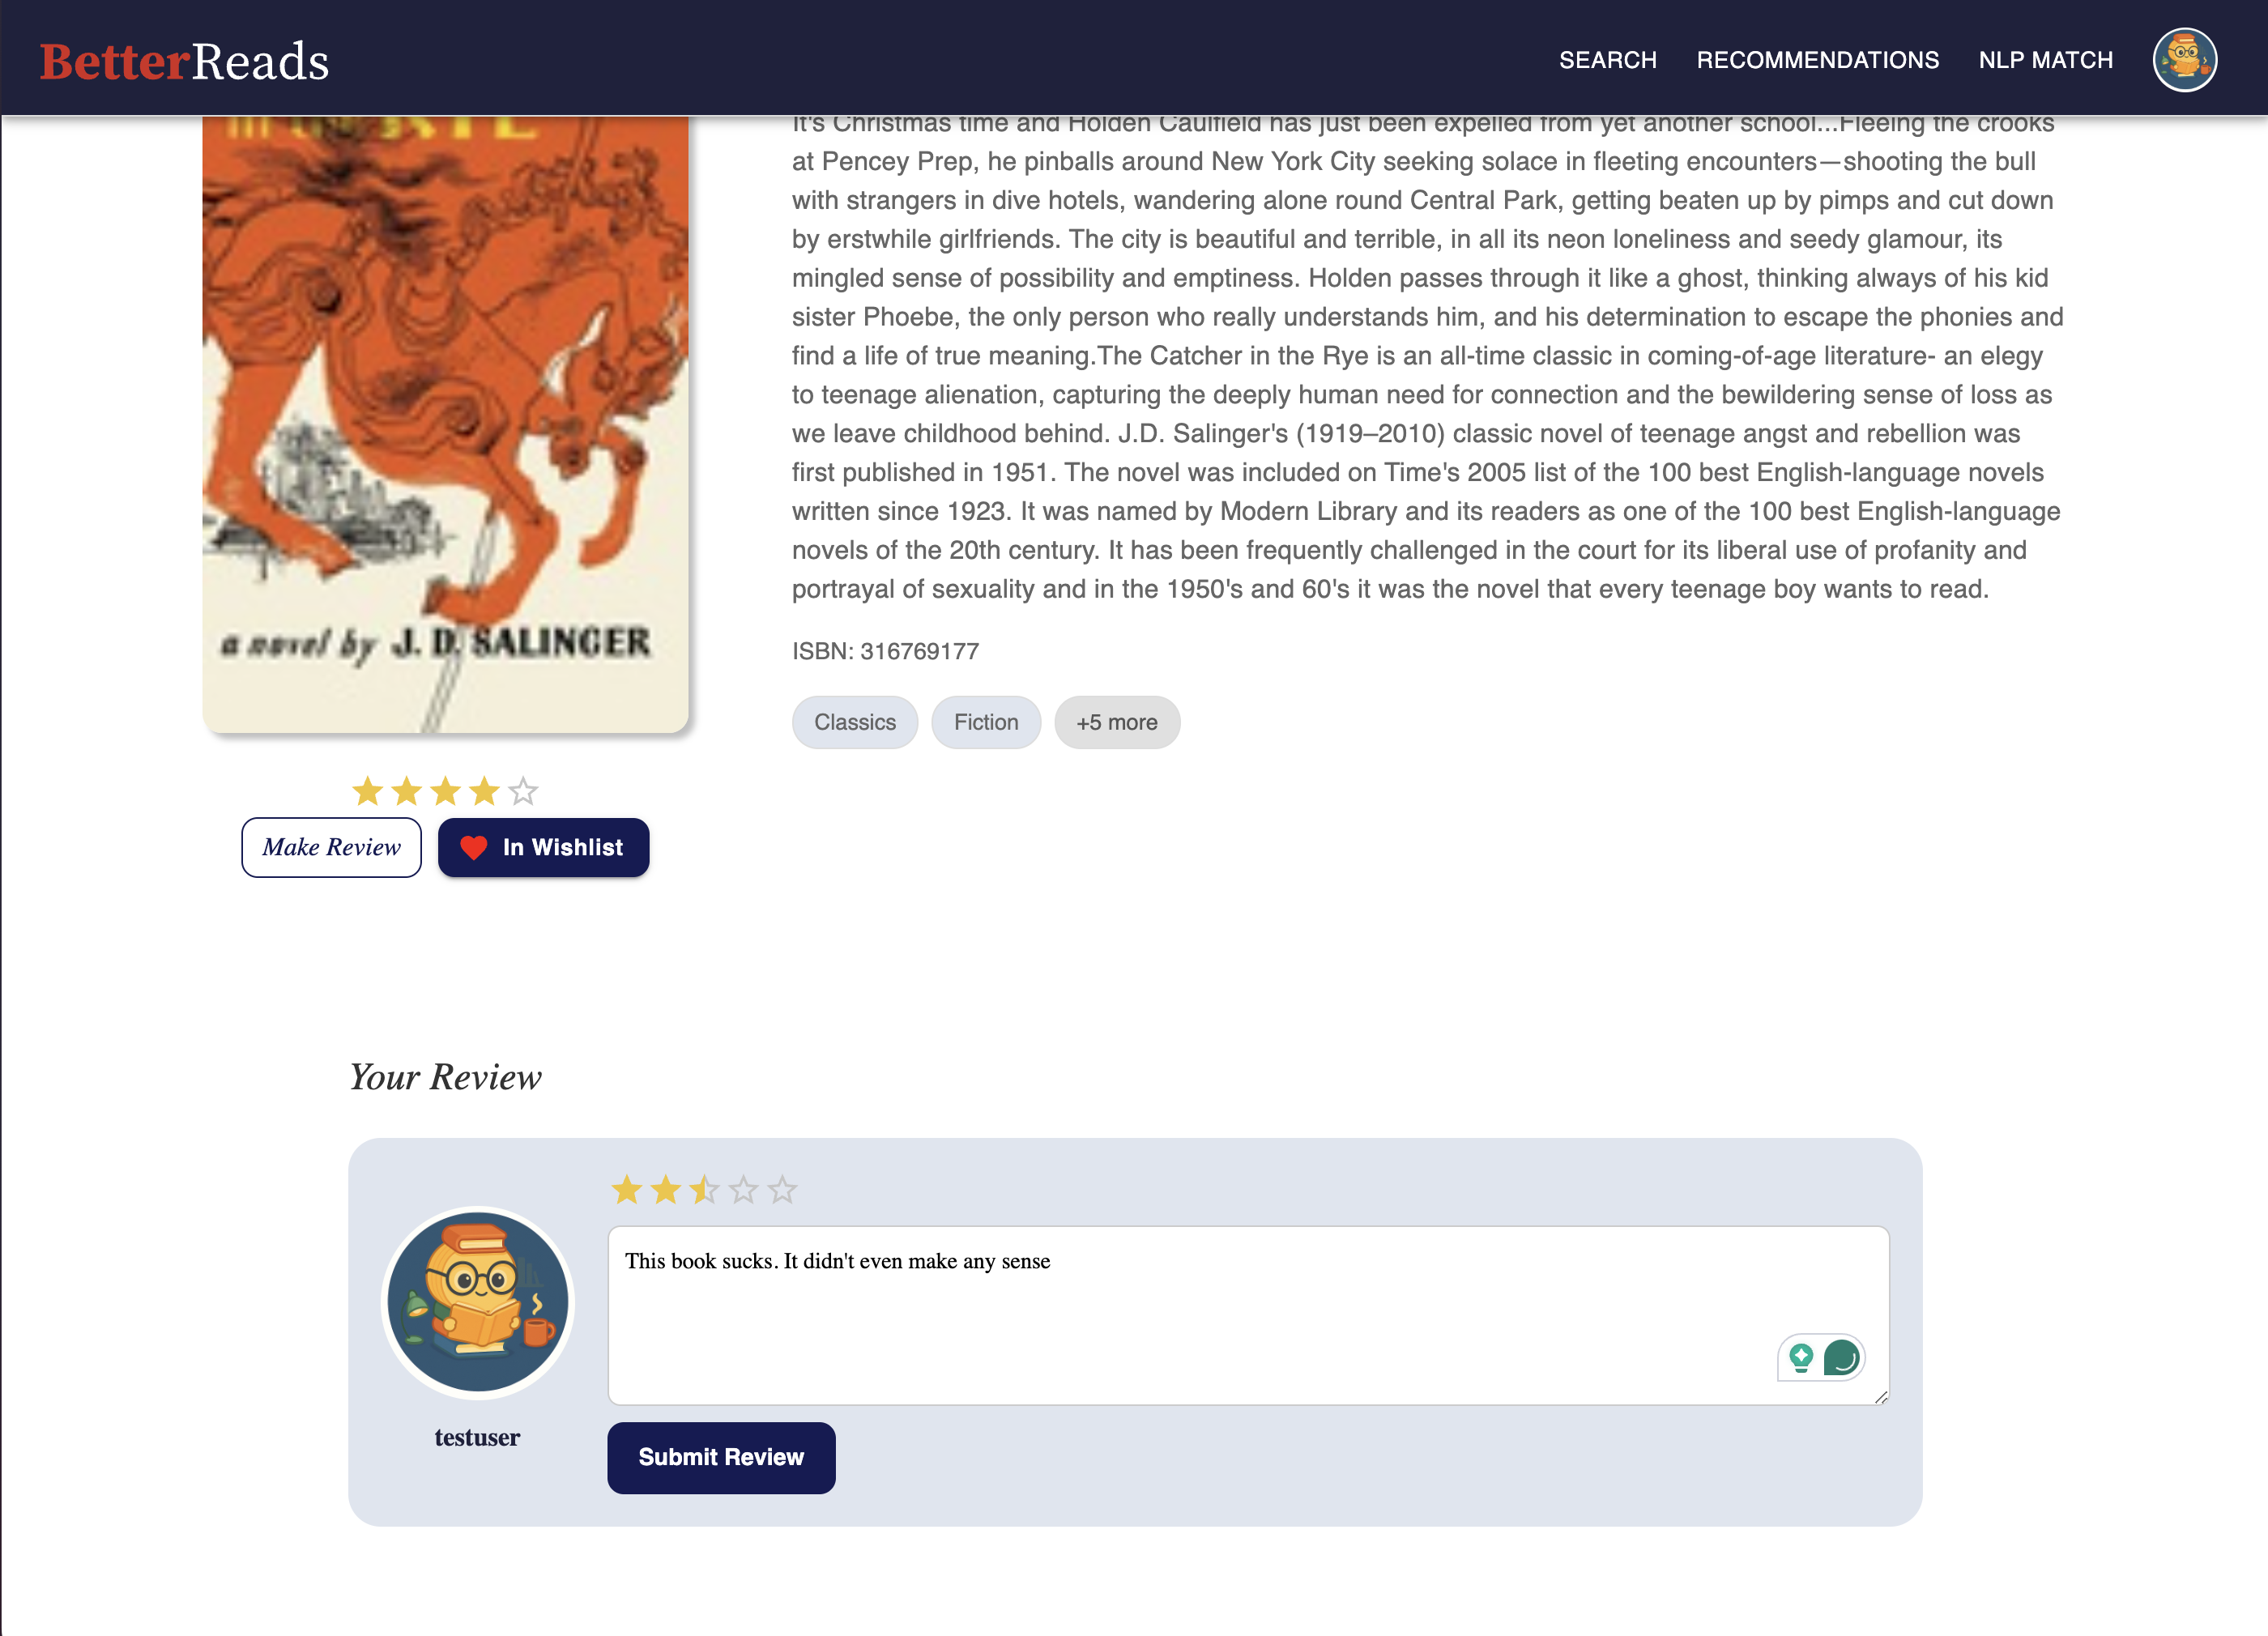 BetterReads
SEARCH
RECOMMENDATIONS
NLP MATCH
It's Christmas time and Holden Caulfield has just been expelled from yet another school...Fleeing the crooks
at Pencey Prep, he pinballs around New York City seeking solace in fleeting encounters—shooting the bull
with strangers in dive hotels, wandering alone round Central Park, getting beaten up by pimps and cut down
by erstwhile girlfriends. The city is beautiful and terrible, in all its neon loneliness and seedy glamour, its
mingled sense of possibility and emptiness. Holden passes through it like a ghost, thinking always of his kid
sister Phoebe, the only person who really understands him, and his determination to escape the phonies and
find a life of true meaning.The Catcher in the Rye is an all-time classic in coming-of-age literature- an elegy
to teenage alienation, capturing the deeply human need for connection and the bewildering sense of loss as
we leave childhood behind. J.D. Salinger's (1919–2010) classic novel of teenage angst and rebellion was
first published in 1951. The novel was included on Time's 2005 list of the 100 best English-language novels
written since 1923. It was named by Modern Library and its readers as one of the 100 best English-language
novels of the 20th century. It has been frequently challenged in the court for its liberal use of profanity and
portrayal of sexuality and in the 1950's and 60's it was the novel that every teenage boy wants to read.
a novel by J. D. SALINGER
ISBN: 316769177
Classics
Fiction
+5 more
Make Review
In Wishlist
Your Review
This book sucks. It didn't even make any sense
testuser
Submit Review